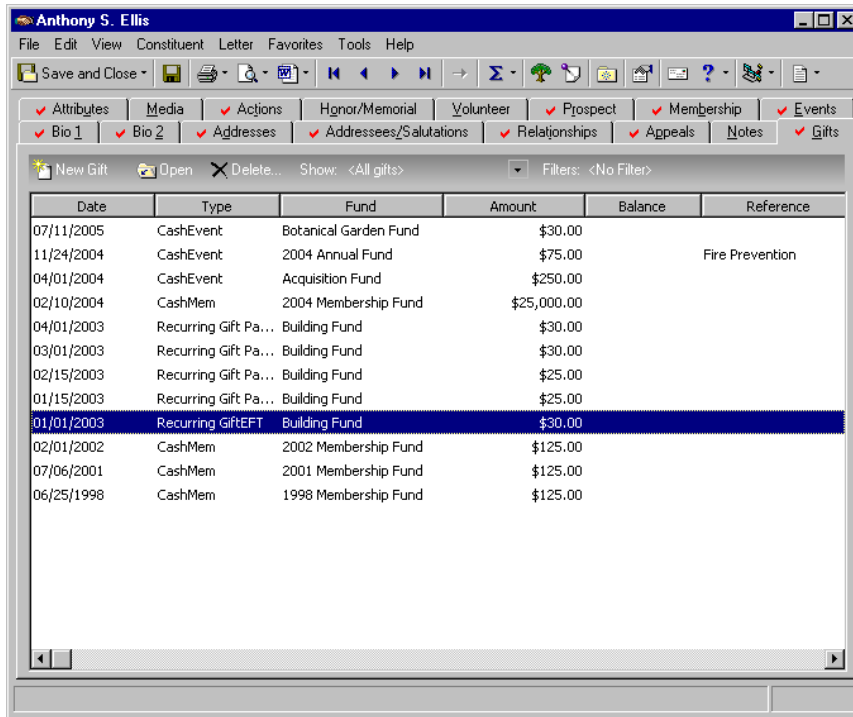 Anthony S. Ellis
File Edit View Constituent Letter Favorites Tools Help
Save and Close
Attributes Media Actions Honor/Memorial Volunteer Prospect Membership Events
Bio 1 Bio 2 Addresses Addressees/Salutations Relationships Appeals Notes Gifts
New Gift Open Delete... Show: <All gifts> Filters: <No Filter>
Date Type Fund Amount Balance Reference
07/11/2005 CashEvent Botanical Garden Fund $30.00
11/24/2004 CashEvent 2004 Annual Fund $75.00 Fire Prevention
04/01/2004 CashEvent Acquisition Fund $250.00
02/10/2004 CashMem 2004 Membership Fund $25,000.00
04/01/2003 Recurring Gift Pa... Building Fund $30.00
03/01/2003 Recurring Gift Pa... Building Fund $30.00
02/15/2003 Recurring Gift Pa... Building Fund $25.00
01/15/2003 Recurring Gift Pa... Building Fund $25.00
01/01/2003 Recurring GiftEFT Building Fund $30.00
02/01/2002 CashMem 2002 Membership Fund $125.00
07/06/2001 CashMem 2001 Membership Fund $125.00
06/25/1998 CashMem 1998 Membership Fund $125.00